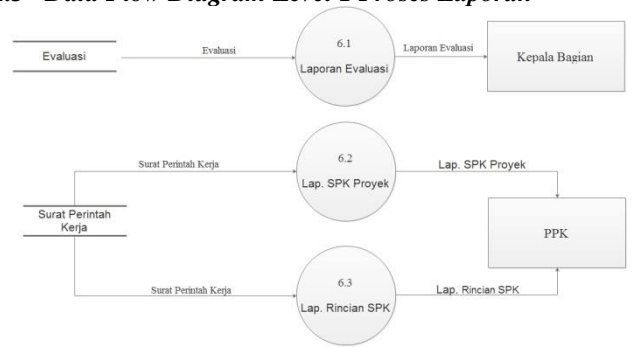 Data Flow Diagram Level 1 Proses Laporan
Evaluasi
Evaluasi
6.1
Laporan Evaluasi
Laporan Evaluasi
Kepala Bagian
Surat Perintah Kerja
6.2
Lap. SPK Proyek
Lap. SPK Proyek
Surat Perintah
Kerja
PPK
Surat Perintah Kerja
6.3
Lap. Rincian SPK
Lap. Rincian SPK